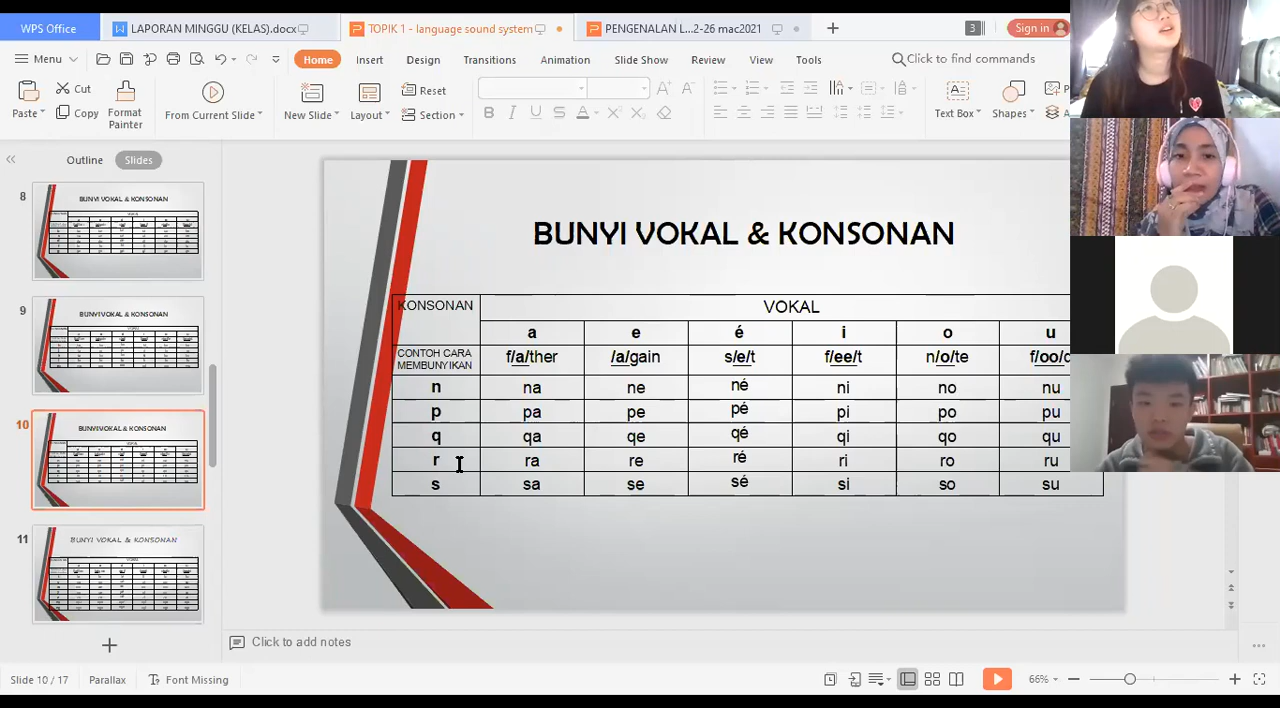 WPS Office LAPORAN MINGGU (KELAS).docx TOPIK 1 - language sound system PENGENALAN L...2-26 mac2021 3 Sign in
Menu Home Insert Design Transitions Animation Slide Show Review View Tools Click to find commands
Paste Cut Format Painter From Current Slide New Slide Layout Reset Section B I U S A Text Box Shapes
Outline Slides
8
BUNYI VOKAL & KONSONAN
9
BUNYI VOKAL & KONSONAN
10
BUNYI VOKAL & KONSONAN
11
BUNYI VOKAL & KONSONAN
BUNYI VOKAL & KONSONAN
KONSONAN VOKAL
a e é i o u
CONTOH CARA MEMBUNYIKAN f/a/ther /a/gain s/e/t f/ee/t n/o/te f/oo/
n na ne né ni no nu
p pa pe pé pi po pu
q qa qe qé qi qo qu
r ra re ré ri ro ru
s sa se sé si so su
Click to add notes
Slide 10 / 17 Parallax Font Missing 66%